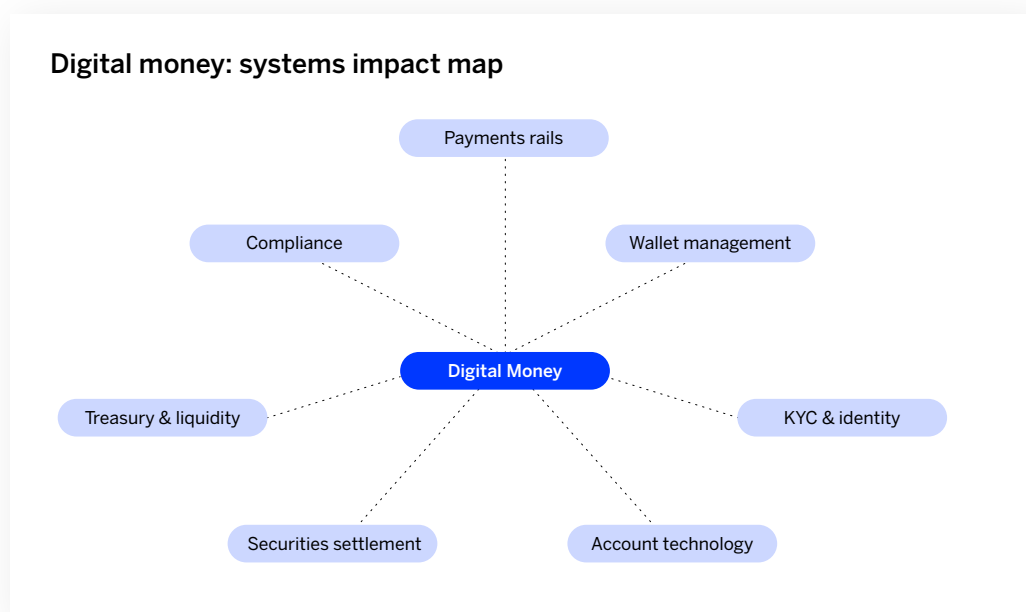 Digital money: systems impact map
Payments rails
Compliance
Wallet management
Digital Money
Treasury & liquidity
KYC & identity
Securities settlement
Account technology